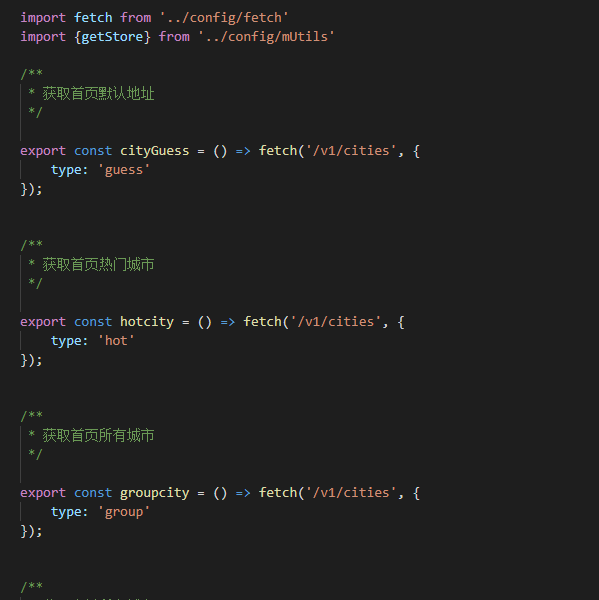 import fetch from '../config/fetch'
import {getStore} from '../config/mUtils'
/**
* 获取首页默认地址
*/
export const cityGuess = () => fetch('/v1/cities', {
type: 'guess'
});
/**
* 获取首页热门城市
*/
export const hotcity = () => fetch('/v1/cities', {
type: 'hot'
});
/**
* 获取首页所有城市
*/
export const groupcity = () => fetch('/v1/cities', {
type: 'group'
});
/**